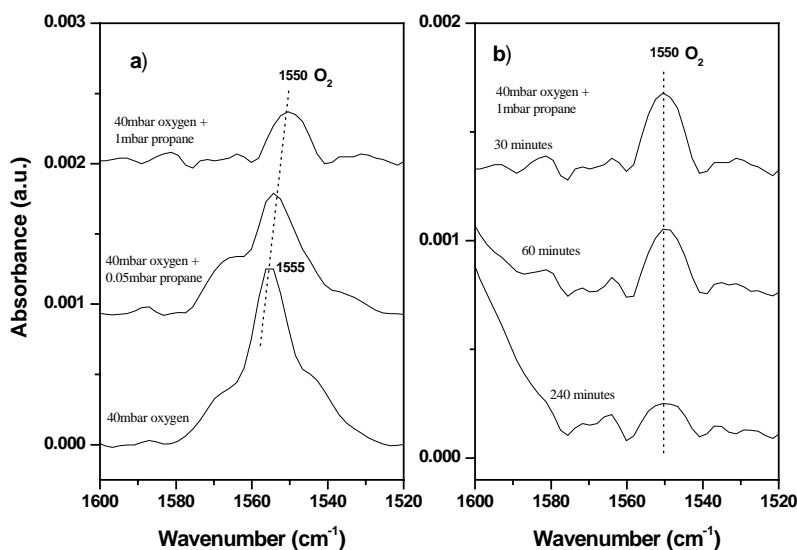 a)
1550 O2
40mbar oxygen +
1mbar propane
40mbar oxygen +
0.05mbar propane
1555
40mbar oxygen
0.003
0.002
0.001
0.000
Absorbance (a.u.)
1600 1580 1560 1540 1520
Wavenumber (cm-1)
b)
1550 O2
40mbar oxygen +
1mbar propane
30 minutes
60 minutes
240 minutes
0.002
0.001
0.000
1600 1580 1560 1540 1520
Wavenumber (cm-1)